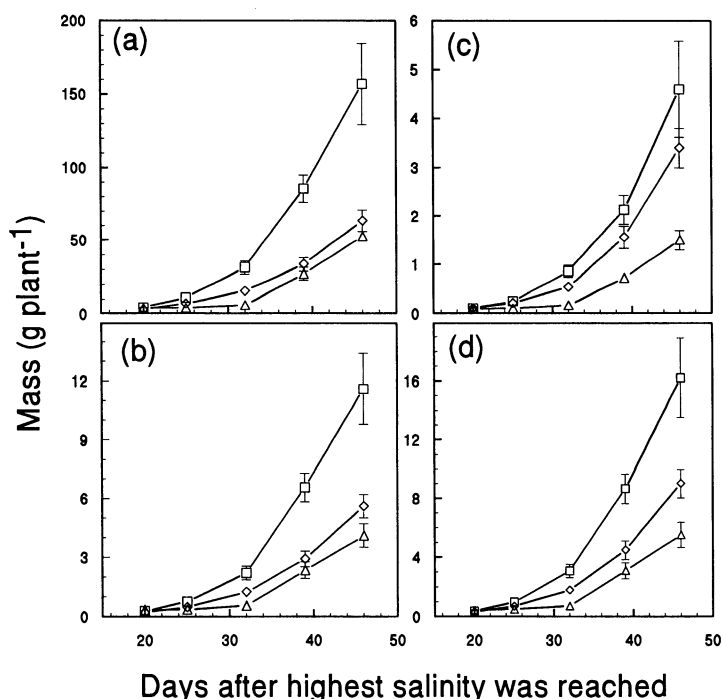 200
150
100
50
0
(a)
6
5
4
3
2
1
0
(c)
Mass (g plant⁻¹)
12
9
6
3
0
(b)
16
12
8
4
0
(d)
20 30 40 50
20 30 40 50
Days after highest salinity was reached